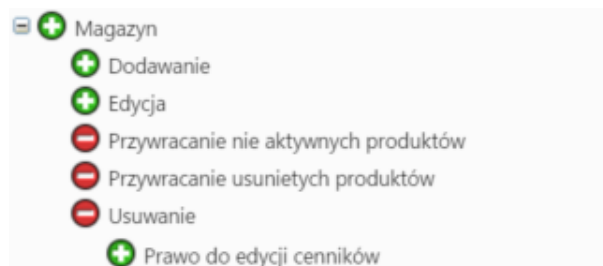 Magazyn
Dodawanie
Edycja
Przywracanie nie aktywnych produktów
Przywracanie usunietych produktów
Usuwanie
Prawo do edycji cenników